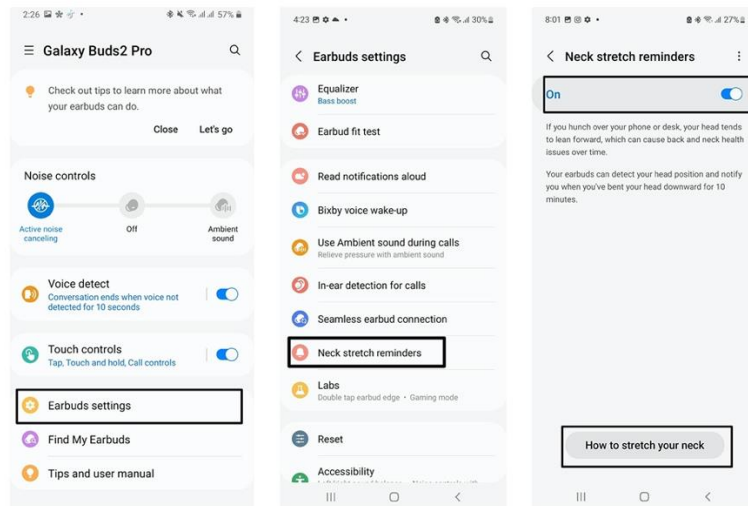 2:26
57%
Galaxy Buds2 Pro
Check out tips to learn more about what
your earbuds can do.
Close Let's go
Noise controls
Active noise
canceling
Off
Ambient
sound
Voice detect
Conversation ends when voice not
detected for 10 seconds
Touch controls
Tap, Touch and hold, Call controls
Earbuds settings
Find My Earbuds
Tips and user manual
4:23
30%
Earbuds settings
Equalizer
Bass boost
Earbud fit test
Read notifications aloud
Bixby voice wake-up
Use Ambient sound during calls
Relieve pressure with ambient sound
In-ear detection for calls
Seamless earbud connection
Neck stretch reminders
Labs
Double tap earbud edge • Gaming mode
Reset
Accessibility
8:01
27%
Neck stretch reminders
On
If you hunch over your phone or desk, your head tends
to lean forward, which can cause back and neck health
issues over time.
Your earbuds can detect your head position and notify
you when you've bent your head downward for 10
minutes.
How to stretch your neck